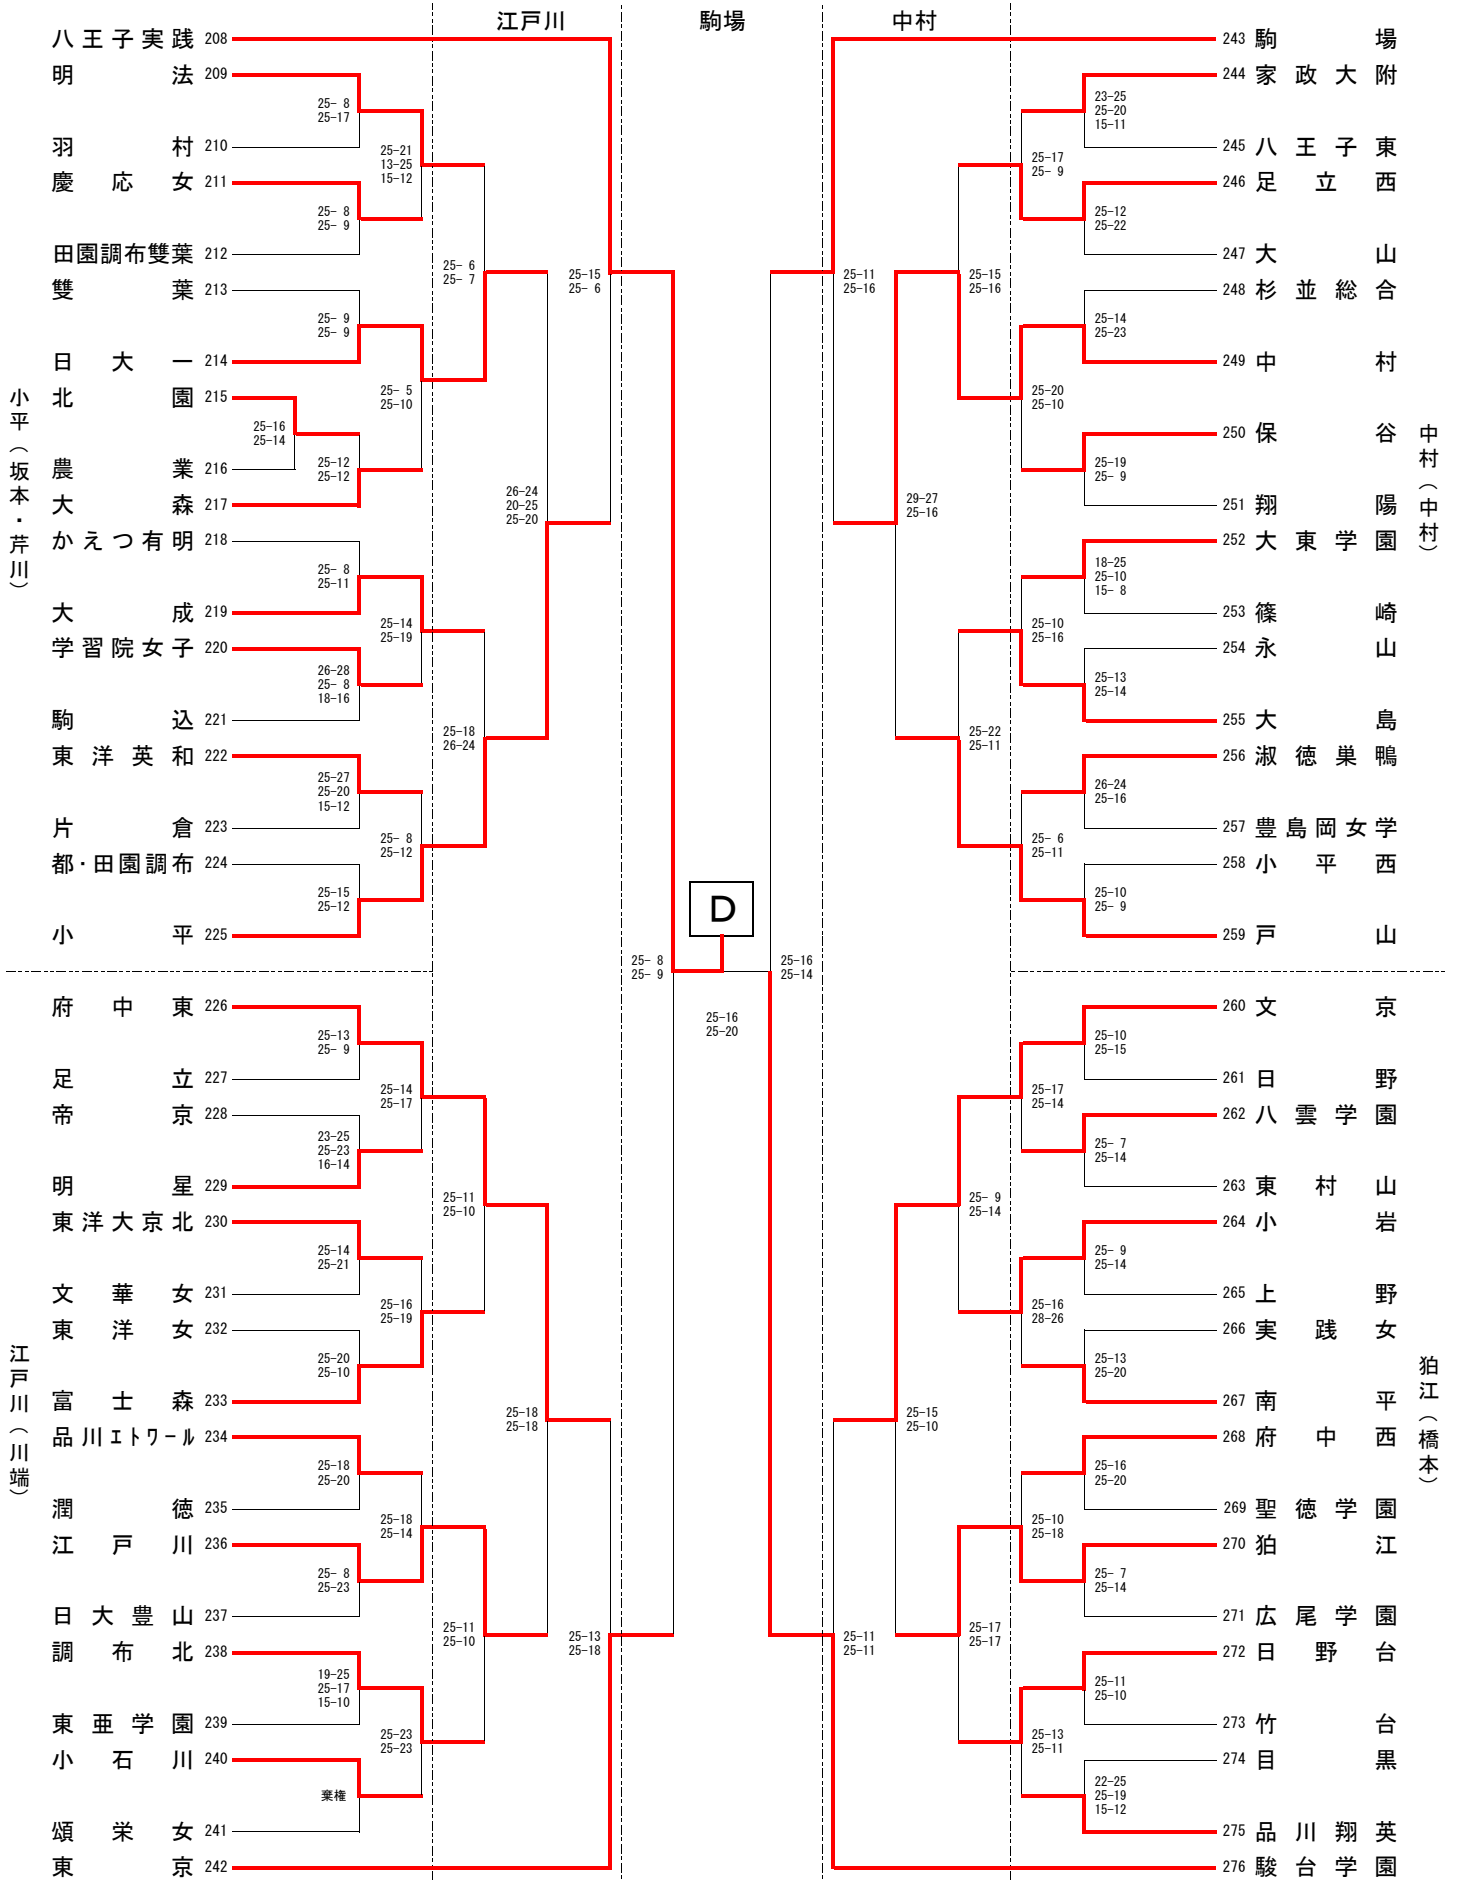 江戸川 駒場 中村
八王子実践 208
明法 209
25- 8
25-17
羽村 210
25-21
13-25
15-12
慶応女 211
25- 8
25- 9
田園調布雙葉 212
25- 6
25- 7
25-15
25- 6
雙葉 213
25- 9
25- 9
日大一 214
25- 5
25-10
北園 215
25-16
25-14
農業 216
25-12
25-12
大森 217
26-24
20-25
25-20
かえつ有明 218
25- 8
25-11
大成 219
25-14
25-19
学習院女子 220
26-28
25- 8
18-16
駒込 221
25-18
26-24
東洋英和 222
25-27
25-20
15-12
片倉 223
25- 8
25-12
都・田園調布 224
25-15
25-12
小平 225
小平（坂本・芹川）
D
25- 8
25- 9
25-16
25-14
25-16
25-20
府中東 226
25-13
25- 9
足立 227
25-14
25-17
帝京 228
23-25
25-23
16-14
明星 229
25-11
25-10
東洋大京北 230
25-14
25-21
文華女 231
25-16
25-19
東洋女 232
25-20
25-10
富士森 233
25-18
25-18
品川エトワール 234
25-18
25-20
潤徳 235
25-18
25-14
江戸川 236
25- 8
25-23
日大豊山 237
25-11
25-10
25-13
25-18
調布北 238
19-25
25-17
15-10
東亜学園 239
25-23
25-23
小石川 240
棄権
頌栄女 241
東京 242
江戸川（川端）
243 駒場
244 家政大附
23-25
25-20
15-11
245 八王子東
25-17
25- 9
246 足立西
25-12
25-22
247 大山
25-11
25-16
25-15
25-16
248 杉並総合
25-14
25-23
249 中村
25-20
25-10
250 保谷
25-19
25- 9
251 翔陽
29-27
25-16
252 大東学園
18-25
25-10
15- 8
253 篠崎
25-10
25-16
254 永山
25-13
25-14
255 大島
25-22
25-11
256 淑徳巣鴨
26-24
25-16
257 豊島岡女学
25- 6
25-11
258 小平西
25-10
25- 9
259 戸山
中村（中村）
260 文京
25-10
25-15
261 日野
25-17
25-14
262 八雲学園
25- 7
25-14
263 東村山
25- 9
25-14
264 小岩
25- 9
25-14
265 上野
25-16
28-26
266 実践女
25-13
25-20
267 南平
25-15
25-10
268 府中西
25-16
25-20
269 聖徳学園
25-10
25-18
270 狛江
25- 7
25-14
271 広尾学園
25-11
25-11
25-17
25-17
272 日野台
25-11
25-10
273 竹台
25-13
25-11
274 目黒
22-25
25-19
15-12
275 品川翔英
276 駿台学園
狛江（橋本）